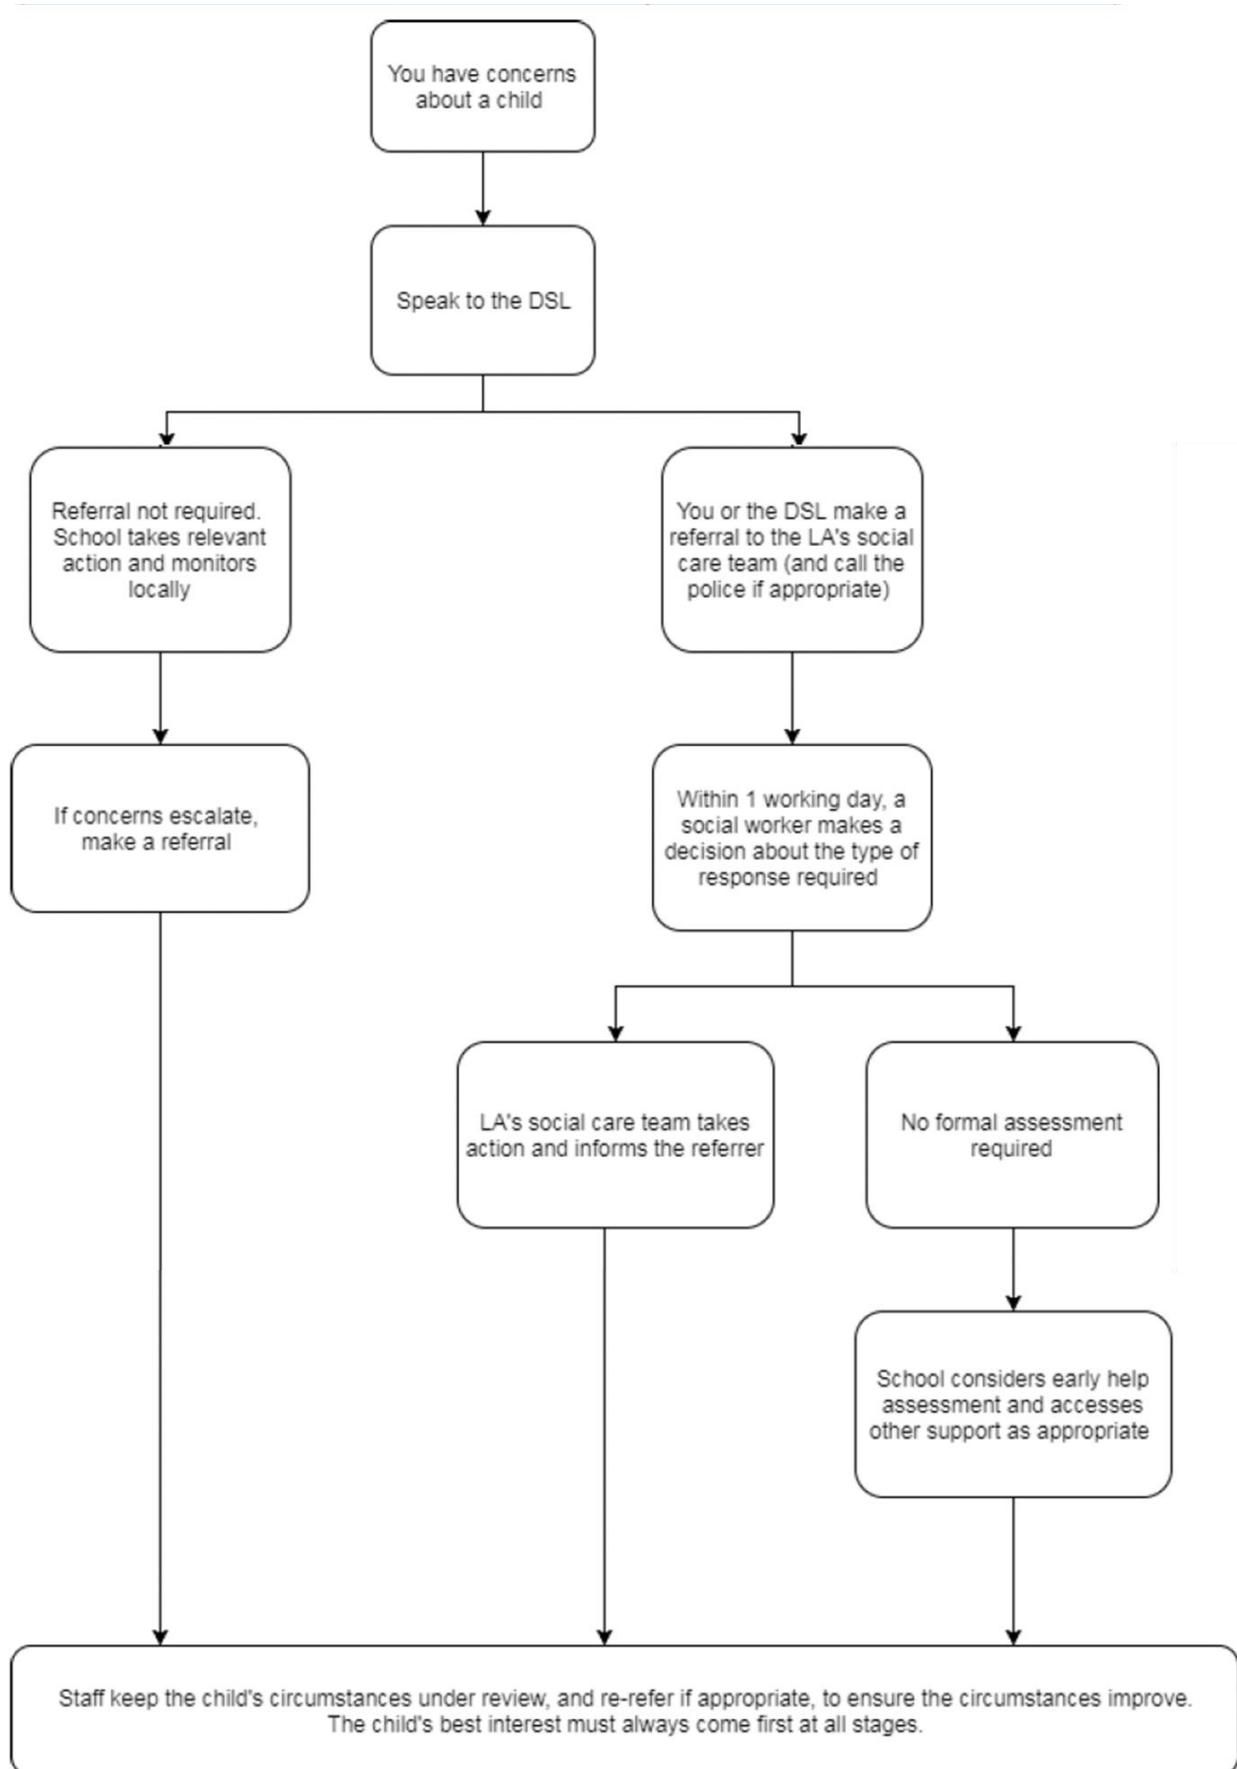 You have concerns
about a child
Speak to the DSL
Referral not required.
School takes relevant
action and monitors
locally
You or the DSL make a
referral to the LA's social
care team (and call the
police if appropriate)
If concerns escalate,
make a referral
Within 1 working day, a
social worker makes a
decision about the type of
response required
LA's social care team takes
action and informs the referrer
No formal assessment
required
School considers early help
assessment and accesses
other support as appropriate
Staff keep the child's circumstances under review, and re-refer if appropriate, to ensure the circumstances improve.
The child's best interest must always come first at all stages.